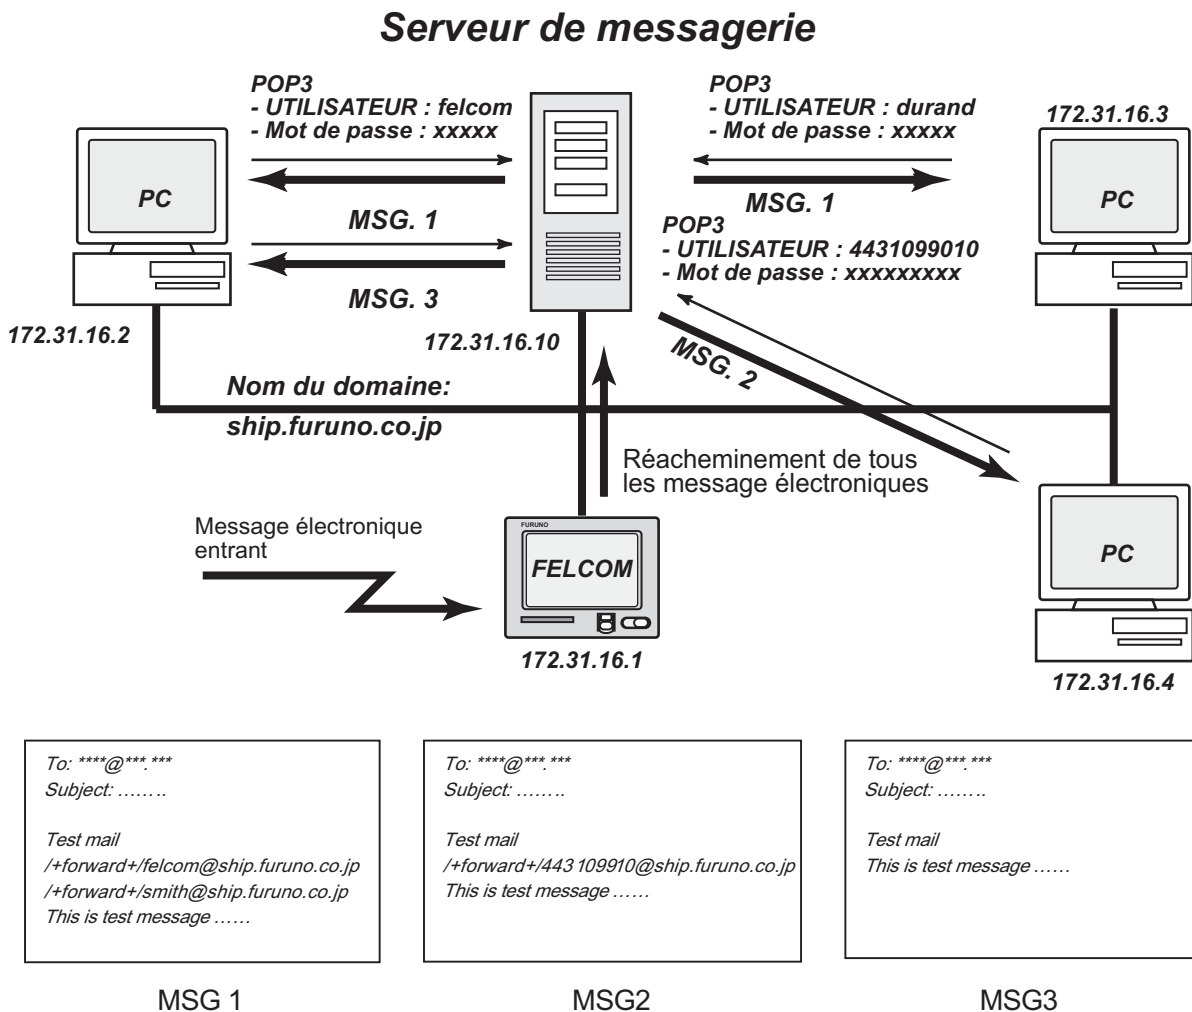 Serveur de messagerie
POP3
- UTILISATEUR : felcom
- Mot de passe : xxxxx
POP3
- UTILISATEUR : durand
- Mot de passe : xxxxx
172.31.16.3
PC
PC
MSG. 1
MSG. 1
POP3
- UTILISATEUR : 4431099010
- Mot de passe : xxxxxxxxx
MSG. 3
172.31.16.2
172.31.16.10
MSG. 2
Nom du domaine:
ship.furuno.co.jp
Réacheminement de tous
les message électroniques
Message électronique
entrant
FURUNO
FELCOM
PC
172.31.16.1
172.31.16.4
To: ****@***.***
Subject: ........
Test mail
/+forward+/felcom@ship.furuno.co.jp
/+forward+/smith@ship.furuno.co.jp
This is test message ......
MSG 1
To: ****@***.***
Subject: ........
Test mail
/+forward+/443109910@ship.furuno.co.jp
This is test message ......
MSG2
To: ****@***.***
Subject: ........
Test mail
This is test message ......
MSG3